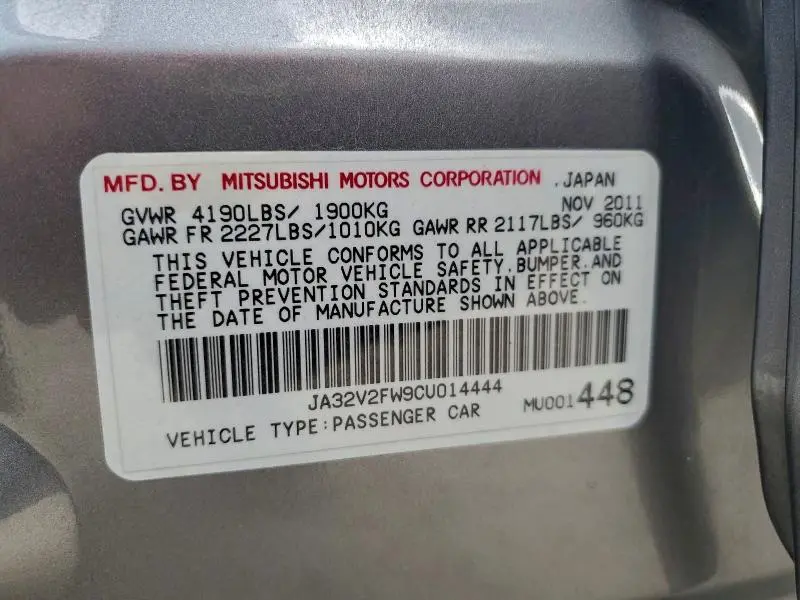 MFD. BY MITSUBISHI MOTORS CORPORATION .JAPAN
GVWR 4190LBS/ 1900KG NOV 2011
GAWR FR 2227LBS/1010KG GAWR RR 2117LBS/ 960KG
THIS VEHICLE CONFORMS TO ALL APPLICABLE
FEDERAL MOTOR VEHICLE SAFETY, BUMPER, AND
THEFT PREVENTION STANDARDS IN EFFECT ON
THE DATE OF MANUFACTURE SHOWN ABOVE.
JA32V2FW9CU014444
VEHICLE TYPE:PASSENGER CAR MU001448